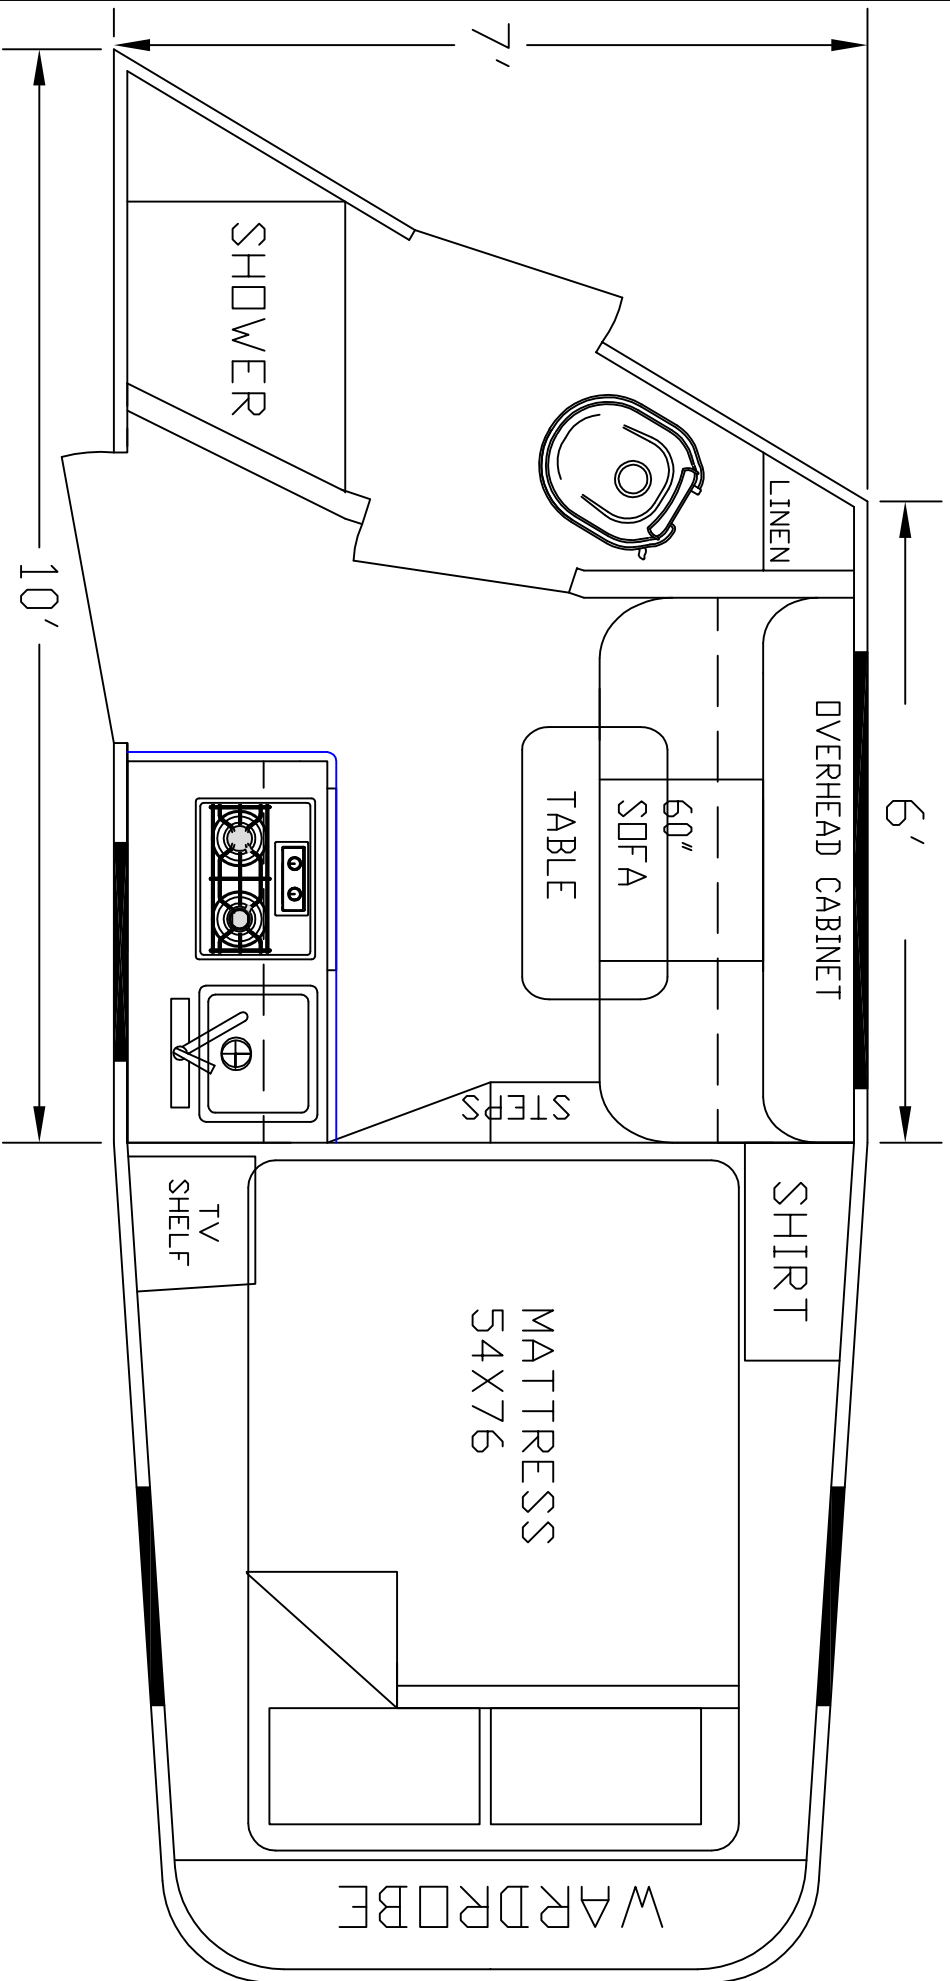 7'
10'
6'
SHOWER
LINEN
OVERHEAD CABINET
60"
SOFA
TABLE
STEPS
TV
SHELF
SHIRT
MATTRESS
54X76
WARDROBE